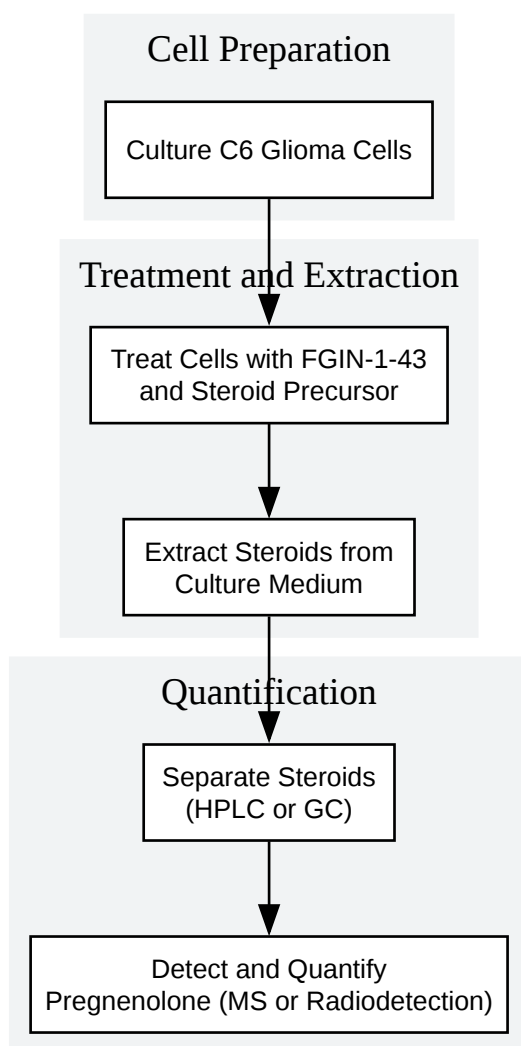 Cell Preparation
Culture C6 Glioma Cells
Treatment and Extraction
Treat Cells with FGIN-1-43
and Steroid Precursor
Extract Steroids from
Culture Medium
Quantification
Separate Steroids
(HPLC or GC)
Detect and Quantify
Pregnenolone (MS or Radiodetection)